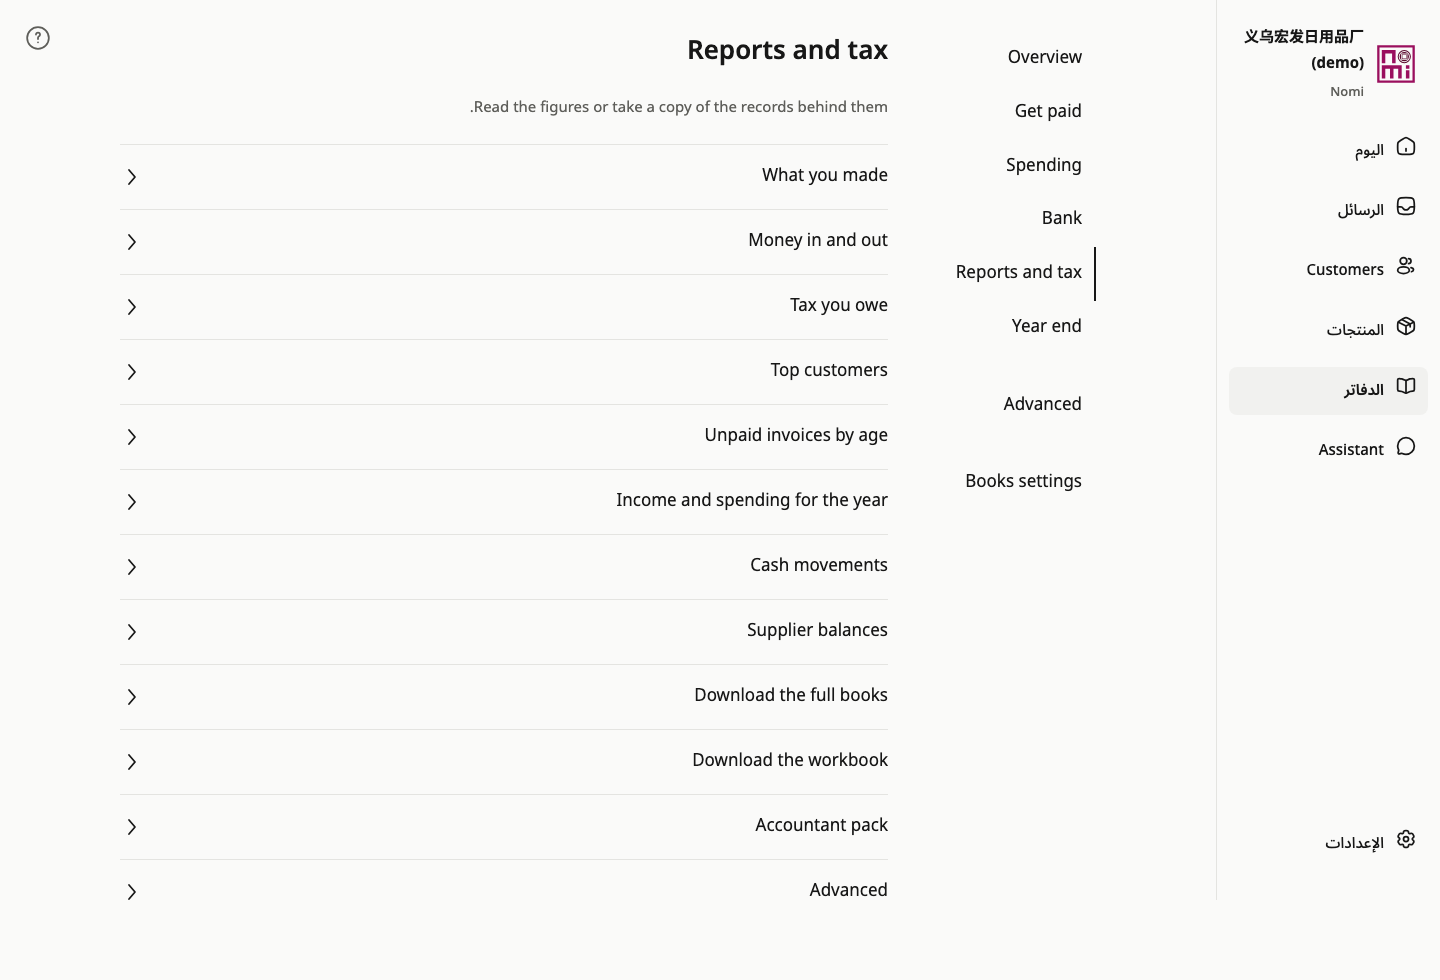 义乌宏发日用品厂
(demo)
Nomi
اليوم
الرسائل
Customers
المنتجات
الدفاتر
Assistant
الإعدادات
Overview
Get paid
Spending
Bank
Reports and tax
Year end
Advanced
Books settings
Reports and tax
.Read the figures or take a copy of the records behind them
What you made
Money in and out
Tax you owe
Top customers
Unpaid invoices by age
Income and spending for the year
Cash movements
Supplier balances
Download the full books
Download the workbook
Accountant pack
Advanced